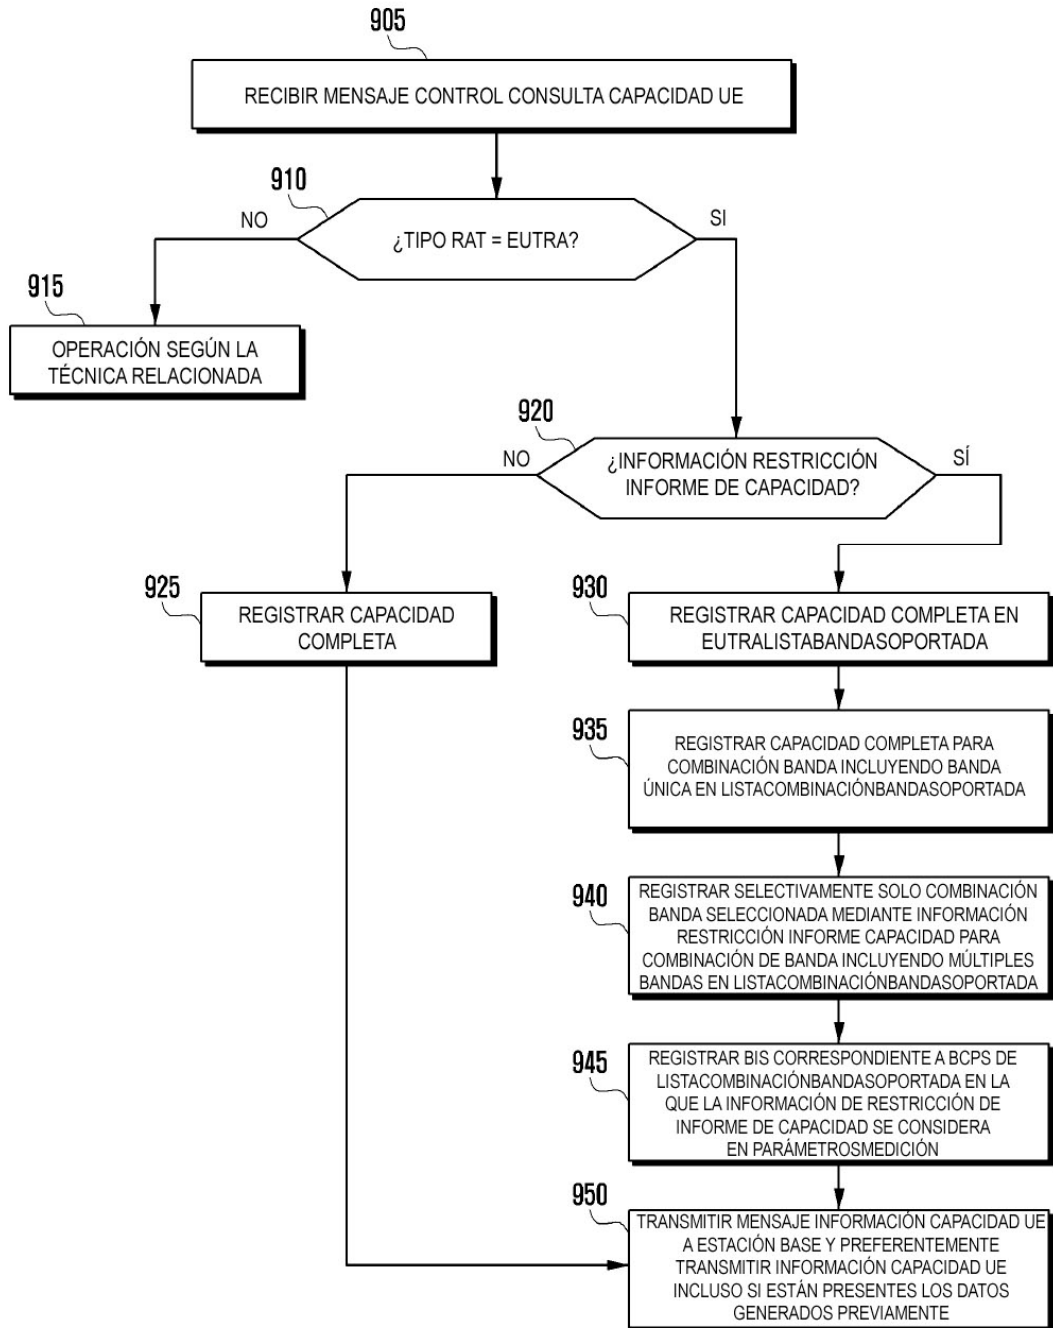 905
RECIBIR MENSAJE CONTROL CONSULTA CAPACIDAD UE
910
NO
SI
¿TIPO RAT = EUTRA?
915
OPERACIÓN SEGÚN LA
TÉCNICA RELACIONADA
920
NO
SÍ
¿INFORMACIÓN RESTRICCIÓN
INFORME DE CAPACIDAD?
925
REGISTRAR CAPACIDAD
COMPLETA
930
REGISTRAR CAPACIDAD COMPLETA EN
EUTRALISTABANDASOPORTADA
935
REGISTRAR CAPACIDAD COMPLETA PARA
COMBINACIÓN BANDA INCLUYENDO BANDA
ÚNICA EN LISTACOMBINACIÓNBANDASOPORTADA
940
REGISTRAR SELECTIVAMENTE SOLO COMBINACIÓN
BANDA SELECCIONADA MEDIANTE INFORMACIÓN
RESTRICCIÓN INFORME CAPACIDAD PARA
COMBINACIÓN DE BANDA INCLUYENDO MÚLTIPLES
BANDAS EN LISTACOMBINACIÓNBANDASOPORTADA
945
REGISTRAR BIS CORRESPONDIENTE A BCPS DE
LISTACOMBINACIÓNBANDASOPORTADA EN LA
QUE LA INFORMACIÓN DE RESTRICCIÓN DE
INFORME DE CAPACIDAD SE CONSIDERA
EN PARÁMETROSMEDICIÓN
950
TRANSMITIR MENSAJE INFORMACIÓN CAPACIDAD UE
A ESTACIÓN BASE Y PREFERENTEMENTE
TRANSMITIR INFORMACIÓN CAPACIDAD UE
INCLUSO SI ESTÁN PRESENTES LOS DATOS
GENERADOS PREVIAMENTE